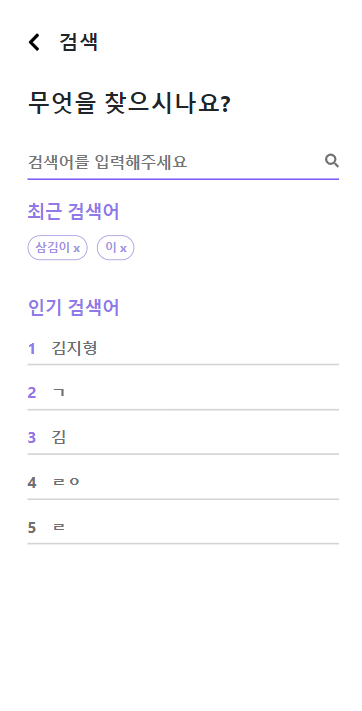 검색
무엇을 찾으시나요?
검색어를 입력해주세요
최근 검색어
삼김이 x 이 x
인기 검색어
1 김지형
2 ㄱ
3 김
4 ㄹㅇ
5 ㄹ